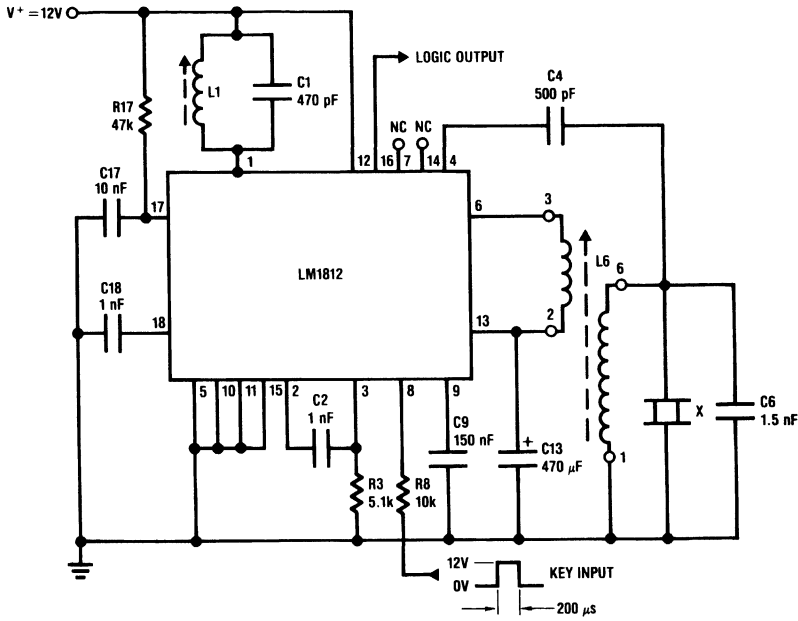 V+ = 12V
LOGIC OUTPUT
C4
500 pF
R17
47k
L1
C1
470 pF
NC NC
1
12 16 7 14 4
C17
10 nF
17
6
3
LM1812
L6
6
C18
1 nF
18
13
2
5 10 11 15 2 3 8 9
C2
1 nF
C9
150 nF
+
C13
470 μF
X
C6
1.5 nF
1
R3
5.1k
R8
10k
12V
0V
KEY INPUT
200 μs